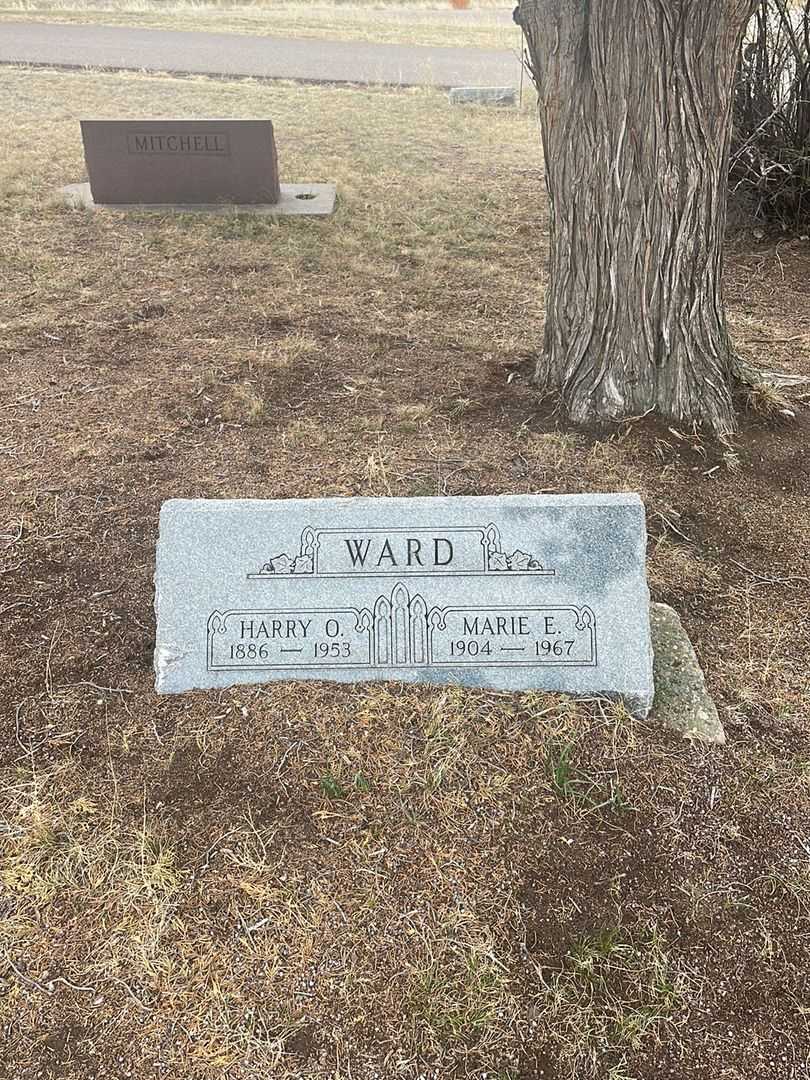 MITCHELL
WARD
HARRY O.
1886 — 1953
MARIE E.
1904 — 1967